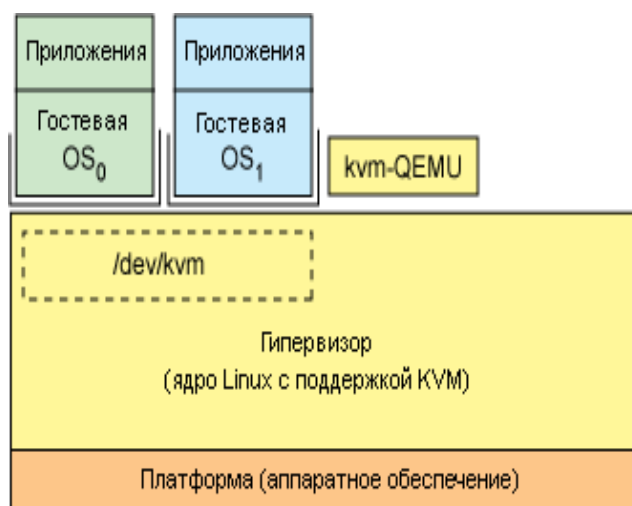 Приложения
Гостевая
OS0
Приложения
Гостевая
OS1
kvm-QEMU
/dev/kvm
Гипервизор
(ядро Linux с поддержкой KVM)
Платформа (аппаратное обеспечение)